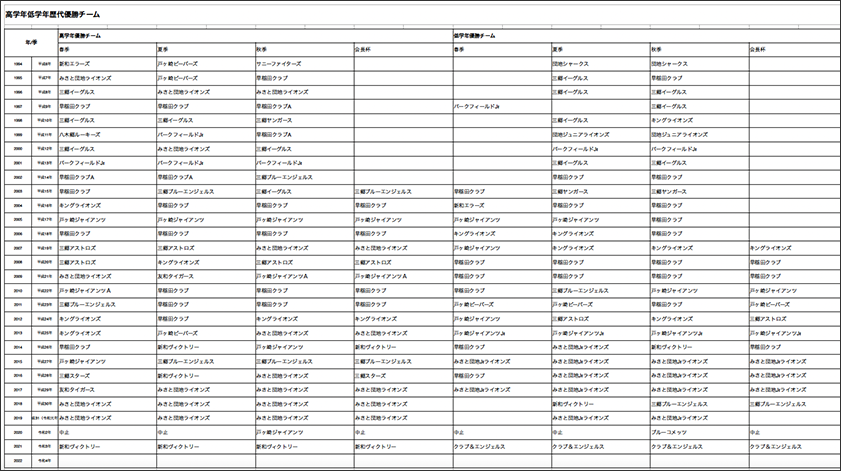 高学年低学年歴代優勝チーム
年/季 高学年優勝チーム 低学年優勝チーム
春季 夏季 秋季 会長杯 春季 夏季 秋季 会長杯
1994 平成6年 新和エラーズ 戸ヶ崎ビーバーズ サニーファイターズ 団地シャークス 団地シャークス
1995 平成7年 みさと団地ライオンズ 戸ヶ崎ビーバーズ 早稲田クラブ 三郷イーグルス 早稲田クラブ
1996 平成8年 三郷イーグルス みさと団地ライオンズ みさと団地ライオンズ 三郷イーグルス 三郷イーグルス
1997 平成9年 早稲田クラブ 早稲田クラブ 早稲田クラブA パークフィールドJr 三郷イーグルス
1998 平成10年 三郷イーグルス 三郷イーグルス 三郷ヤンガース 三郷イーグルス キングライオンズ
1999 平成11年 八木郷ルーキーズ パークフィールドJr 早稲田クラブA 団地ジュニアライオンズ 団地ジュニアライオンズ
2000 平成12年 三郷イーグルス みさと団地ライオンズ 三郷イーグルス パークフィールドJr パークフィールドJr
2001 平成13年 パークフィールドJr パークフィールドJr パークフィールドJr 三郷イーグルス 三郷イーグルス
2002 平成14年 早稲田クラブA 早稲田クラブA 三郷ブルーエンジェルス 早稲田クラブ 早稲田クラブ
2003 平成15年 早稲田クラブ 三郷ブルーエンジェルス 三郷イーグルス 三郷ブルーエンジェルス 早稲田クラブ 三郷ヤンガース 三郷ヤンガース
2004 平成16年 キングライオンズ 早稲田クラブ 早稲田クラブ 早稲田クラブ 新和エラーズ 早稲田クラブ 早稲田クラブ
2005 平成17年 戸ヶ崎ジャイアンツ 戸ヶ崎ジャイアンツ 戸ヶ崎ジャイアンツ 戸ヶ崎ジャイアンツ 戸ヶ崎ジャイアンツ 戸ヶ崎ジャイアンツ 早稲田クラブ
2006 平成18年 早稲田クラブ 早稲田クラブ 早稲田クラブ 早稲田クラブ キングライオンズ キングライオンズ 早稲田クラブ
2007 平成19年 三郷アストロズ 三郷アストロズ みさと団地ライオンズ みさと団地ライオンズ 戸ヶ崎ジャイアンツ キングライオンズ キングライオンズ キングライオンズ
2008 平成20年 三郷アストロズ キングライオンズ 三郷アストロズ 三郷アストロズ 早稲田クラブ 早稲田クラブ 早稲田クラブ 早稲田クラブ
2009 平成21年 みさと団地ライオンズ 友和タイガース 戸ヶ崎ジャイアンツA 戸ヶ崎ジャイアンツA 早稲田クラブ 早稲田クラブ 早稲田クラブ 早稲田クラブ
2010 平成22年 戸ヶ崎ジャイアンツA 早稲田クラブ 早稲田クラブ 早稲田クラブ 早稲田クラブ 三郷ブルーエンジェルス 戸ヶ崎ジャイアンツ 戸ヶ崎ジャイアンツ
2011 平成23年 三郷ブルーエンジェルス 早稲田クラブ 早稲田クラブ 早稲田クラブ 戸ヶ崎ビーバーズ 戸ヶ崎ビーバーズ 早稲田クラブ 戸ヶ崎ビーバーズ
2012 平成24年 キングライオンズ 早稲田クラブ キングライオンズ キングライオンズ 戸ヶ崎ジャイアンツJr 三郷アストロズ キングライオンズ 三郷アストロズ
2013 平成25年 キングライオンズ 戸ヶ崎ビーバーズ みさと団地ライオンズ みさと団地ライオンズ 戸ヶ崎ジャイアンツJr 戸ヶ崎ジャイアンツJr 戸ヶ崎ジャイアンツJr 戸ヶ崎ジャイアンツJr
2014 平成26年 早稲田クラブ 新和ヴィクトリー 戸ヶ崎ジャイアンツ 新和ヴィクトリー 早稲田クラブ みさと団地Jrライオンズ 新和ヴィクトリー 早稲田クラブ
2015 平成27年 戸ヶ崎ジャイアンツ 三郷ブルーエンジェルス 三郷ブルーエンジェルス 三郷ブルーエンジェルス みさと団地Jrライオンズ みさと団地Jrライオンズ みさと団地Jrライオンズ みさと団地Jrライオンズ
2016 平成28年 三郷スターズ 新和ヴィクトリー みさと団地ライオンズ 三郷スターズ 早稲田クラブ みさと団地Jrライオンズ みさと団地Jrライオンズ みさと団地Jrライオンズ
2017 平成29年 友和タイガース みさと団地ライオンズ みさと団地ライオンズ みさと団地ライオンズ みさと団地Jrライオンズ みさと団地Jrライオンズ みさと団地Jrライオンズ みさと団地Jrライオンズ
2018 平成30年 みさと団地ライオンズ みさと団地ライオンズ みさと団地ライオンズ みさと団地ライオンズ 新和ヴィクトリー 三郷ブルーエンジェルス 三郷ブルーエンジェルス
2019 みさと団地ライオンズ みさと団地ライオンズ みさと団地ライオンズ みさと団地ライオンズ みさと団地Jrライオンズ みさと団地Jrライオンズ
2020 令和2年 中止 中止 戸ヶ崎ジャイアンツ 中止 中止 中止 ブルーコメッツ 中止
2021 令和3年 新和ヴィクトリー 新和ヴィクトリー 新和ヴィクトリー 新和ヴィクトリー クラブ&エンジェルス クラブ&エンジェルス クラブ&エンジェルス クラブ&エンジェルス
2022 令和4年